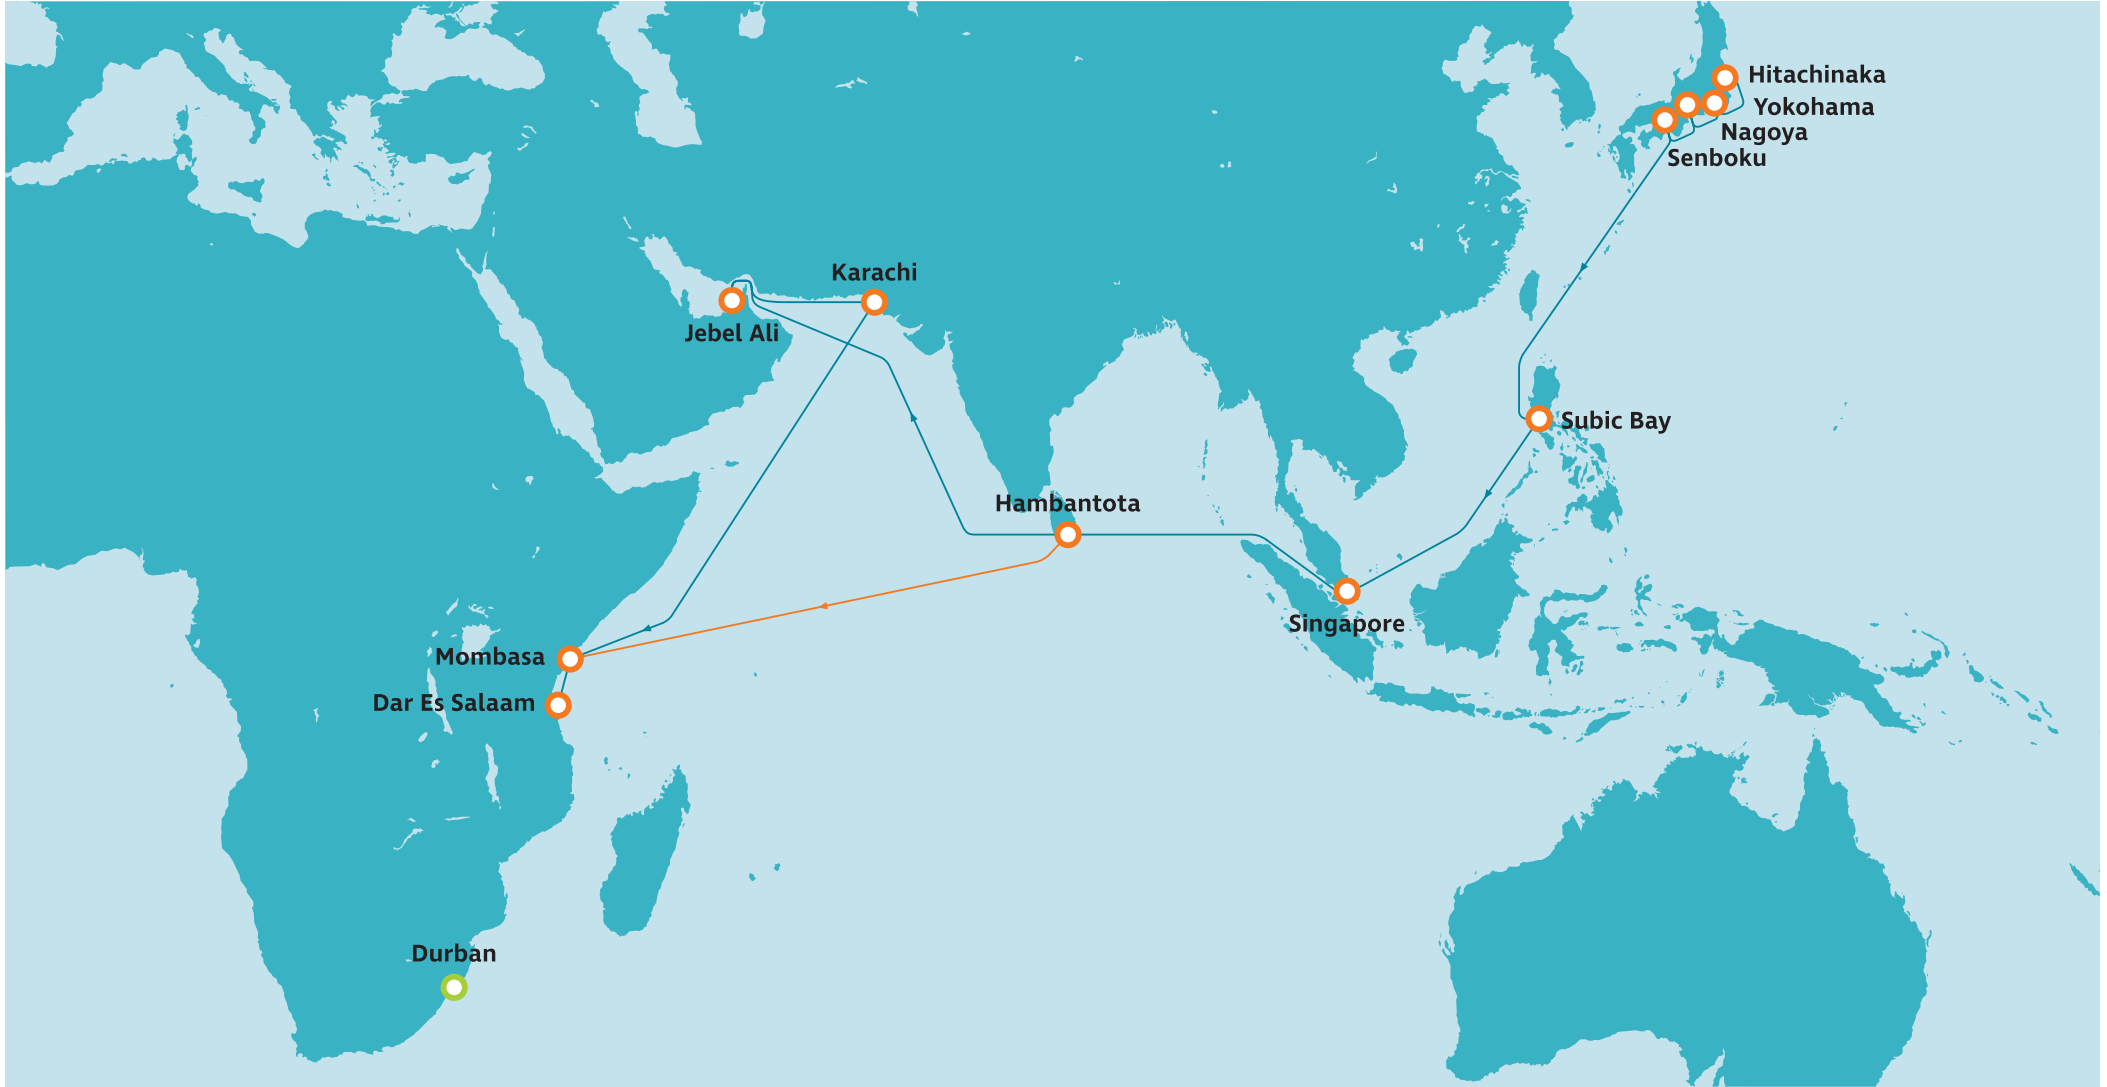 Hitachinaka
Yokohama
Nagoya
Senboku
Karachi
Jebel Ali
Subic Bay
Hambantota
Singapore
Mombasa
Dar Es Salaam
Durban